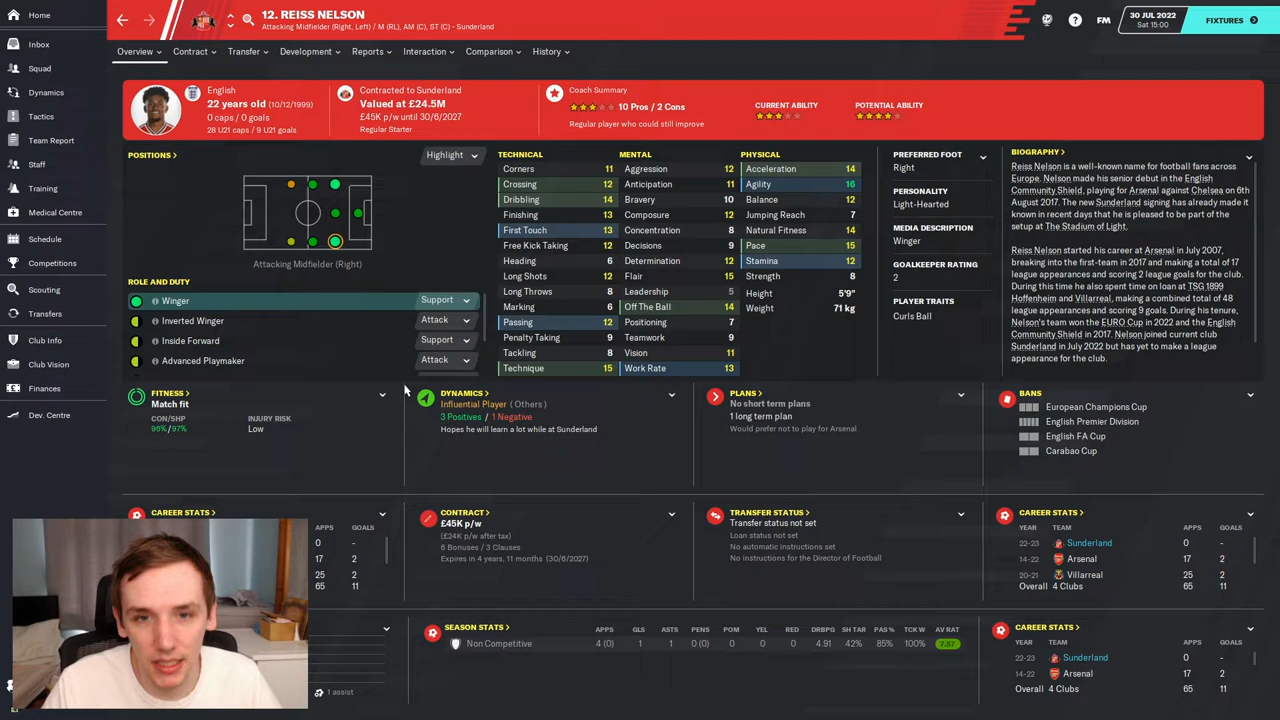 Home
Inbox
Squad
Dynamics
Tactics
Team Report
Staff
Training
Medical Centre
Schedule
Competitions
Scouting
Transfers
Club Info
Club Vision
Finances
Dev. Centre
12. REISS NELSON
Attacking Midfielder (Right, Left) / M (RL), AM (C), ST (C) - Sunderland
FM
30 JUL 2022
Sat 15:00
FIXTURES
Overview
Contract
Transfer
Development
Reports
Interaction
Comparison
History
English
22 years old (10/12/1999)
0 caps / 0 goals
28 U21 caps / 9 U21 goals
Contracted to Sunderland
Valued at £24.5M
£45K p/w until 30/6/2027
Regular Starter
Coach Summary
10 Pros / 2 Cons
Regular player who could still improve
CURRENT ABILITY
POTENTIAL ABILITY
POSITIONS
Highlight
Attacking Midfielder (Right)
ROLE AND DUTY
Winger Support
Inverted Winger Attack
Inside Forward Support
Advanced Playmaker Attack
TECHNICAL
Corners 11
Crossing 12
Dribbling 14
Finishing 13
First Touch 13
Free Kick Taking 12
Heading 6
Long Shots 12
Long Throws 8
Marking 6
Passing 12
Penalty Taking 9
Tackling 11
Technique 15
MENTAL
Aggression 12
Anticipation 11
Bravery 10
Composure 12
Concentration 8
Decisions 9
Determination 12
Flair 15
Leadership 5
Off The Ball 14
Positioning 7
Teamwork 9
Vision 11
Work Rate 13
PHYSICAL
Acceleration 14
Agility 16
Balance 12
Jumping Reach 7
Natural Fitness 14
Pace 15
Stamina 12
Strength 8
Height 5'9"
Weight 71 kg
PREFERRED FOOT
Right
PERSONALITY
Light-Hearted
MEDIA DESCRIPTION
Winger
GOALKEEPER RATING
2
PLAYER TRAITS
Curls Ball
BIOGRAPHY
Reiss Nelson is a well-known name for football fans across
Europe. Nelson made his senior debut in the English
Community Shield, playing for Arsenal against Chelsea on 6th
August 2017. The new Sunderland signing has already made it
known in recent days that he is pleased to be part of the
setup at The Stadium of Light.
Reiss Nelson started his career at Arsenal in July 2007,
breaking into the first-team in 2017 and making a total of 17
league appearances and scoring 2 league goals for the club.
During this time he also spent time on loan at TSG 1899
Hoffenheim and Villarreal, making a combined total of 48
league appearances and scoring 9 goals. During his tenure,
Nelson's team won the EURO Cup in 2022 and the English
Community Shield in 2017. Nelson joined current club
Sunderland in July 2022 but has yet to make a league
appearance for the club.
FITNESS
Match fit
CON/SHP
96%/97%
INJURY RISK
Low
DYNAMICS
Influential Player (Others)
3 Positives / 1 Negative
Hopes he will learn a lot while at Sunderland
PLANS
No short term plans
1 long term plan
Would prefer not to play for Arsenal
BANS
European Champions Cup
English Premier Division
English FA Cup
Carabao Cup
CAREER STATS
APPS GOALS
0 -
17 2
25 2
65 11
CONTRACT
£45K p/w
(£24K p/w after tax)
6 Bonuses / 3 Clauses
Expires in 4 years, 11 months (30/6/2027)
TRANSFER STATUS
Transfer status not set
Loan status not set
No automatic instructions set
No instructions for the Director of Football
CAREER STATS
YEAR TEAM APPS GOALS
22-23 Sunderland 0 -
14-22 Arsenal 17 2
20-21 Villarreal 25 2
Overall 4 Clubs 65 11
1 assist
SEASON STATS APPS GLS ASTS PENS POM YEL RED DRBPG SH TAR PAS% TCK W AV RAT
Non Competitive 4 (0) 1 1 0 (0) 0 0 0 4.91 42% 85% 100% 7.57
CAREER STATS
YEAR TEAM APPS GOALS
22-23 Sunderland 0 -
14-22 Arsenal 17 2
Overall 4 Clubs 65 11